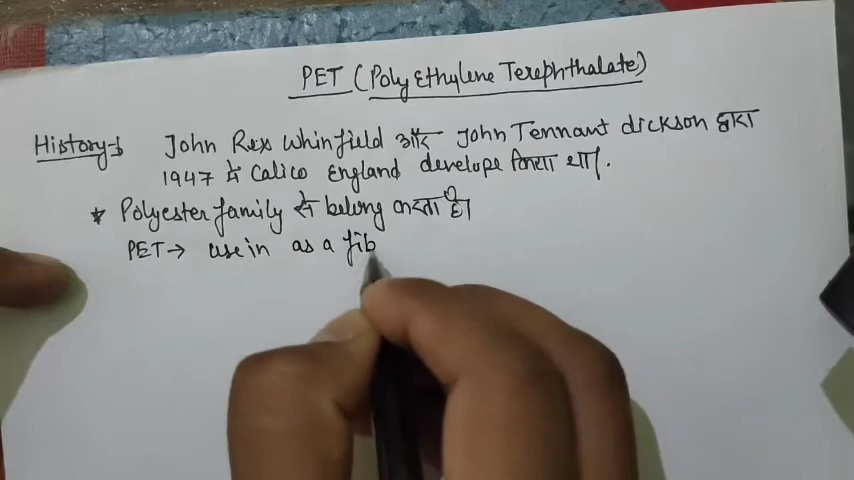 PET (Poly Ethylene Terephthalate)
History→ John Rex Whinfield और John Tennant dickson द्वारा
1947 में Calico England develope किया था।
* Polyester family से belong करता है।
PET → use in as a fib